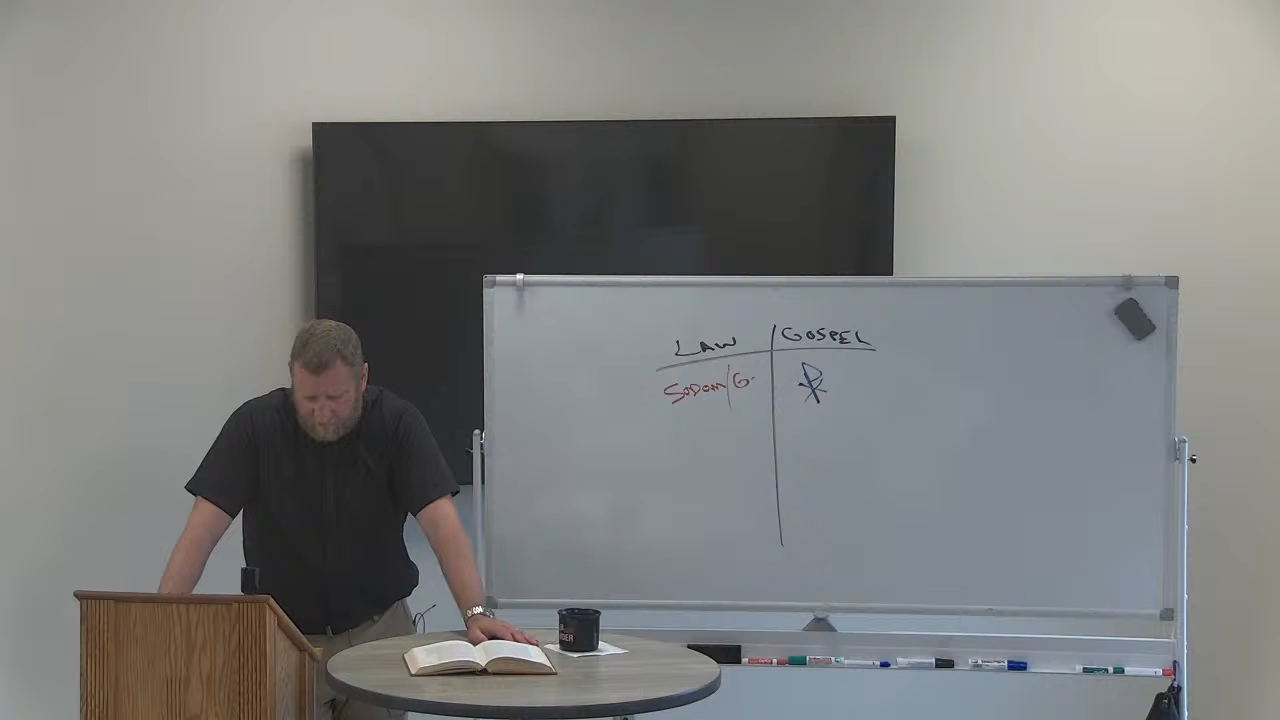 LAW | GOSPEL
SODOM/G. | ☧